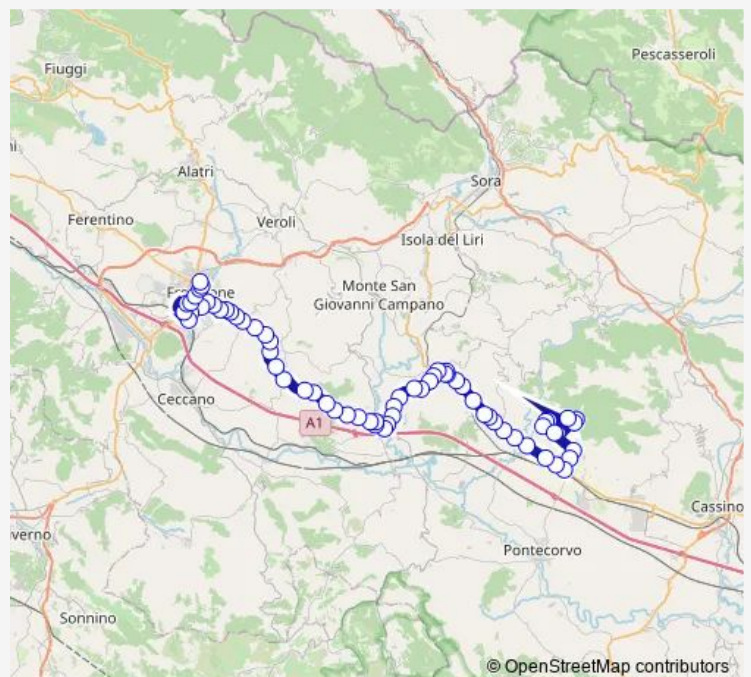 Pescasseroli
Fiuggi
ni
Alatri
Sora
Ferentino
Veroli
Isola del Liri
Monte San
Giovanni Campano
Ceccano
A1
Cassino
verno
Pontecorvo
Sonnino
© OpenStreetMap contributors